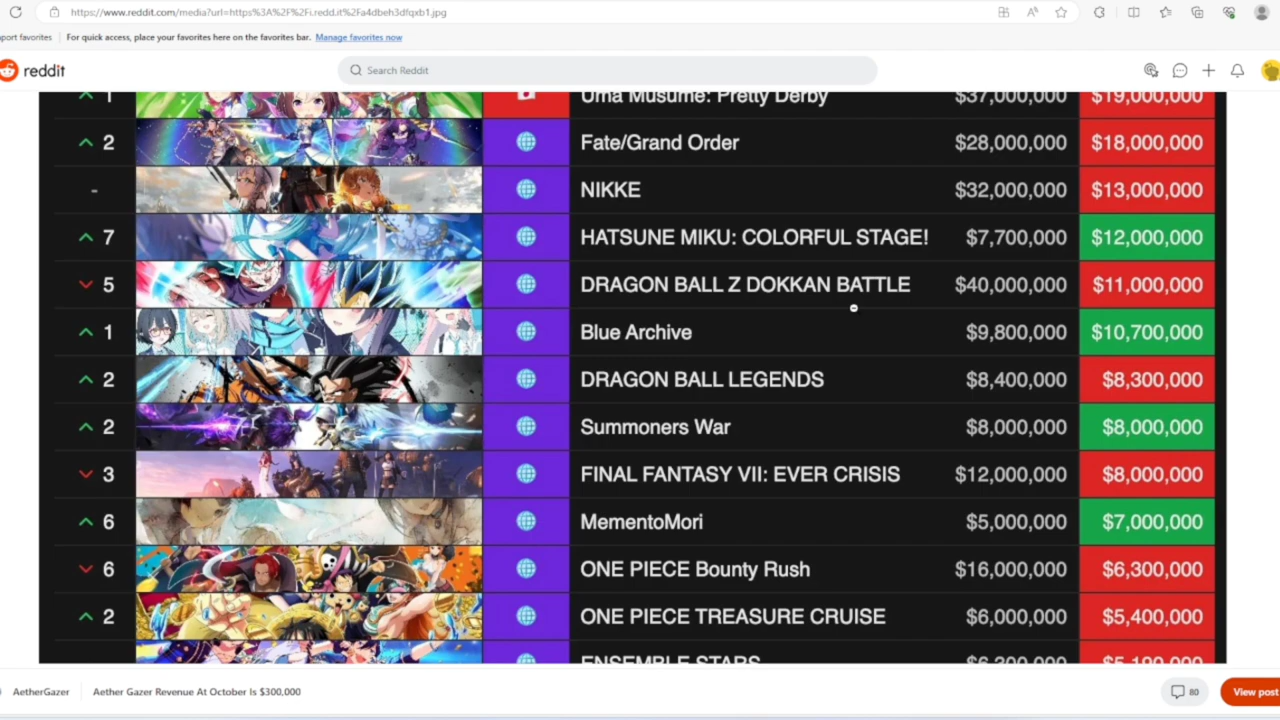 https://www.reddit.com/media?url=https%3A%2F%2Fi.redd.it%2Fa4dbeh3dfqxb1.jpg
port favorites For quick access, place your favorites here on the favorites bar. Manage favorites now
reddit Search Reddit
1 Uma Musume: Pretty Derby $37,000,000 $19,000,000
2 Fate/Grand Order $28,000,000 $18,000,000
- NIKKE $32,000,000 $13,000,000
7 HATSUNE MIKU: COLORFUL STAGE! $7,700,000 $12,000,000
5 DRAGON BALL Z DOKKAN BATTLE $40,000,000 $11,000,000
1 Blue Archive $9,800,000 $10,700,000
2 DRAGON BALL LEGENDS $8,400,000 $8,300,000
2 Summoners War $8,000,000 $8,000,000
3 FINAL FANTASY VII: EVER CRISIS $12,000,000 $8,000,000
6 MementoMori $5,000,000 $7,000,000
6 ONE PIECE Bounty Rush $16,000,000 $6,300,000
2 ONE PIECE TREASURE CRUISE $6,000,000 $5,400,000
ENSEMBLE STARS
AetherGazer Aether Gazer Revenue At October Is $300,000 80 View post